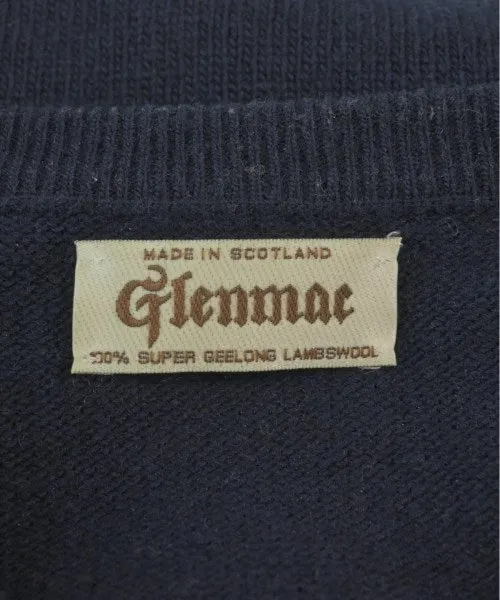 MADE IN SCOTLAND
Glenmac
100% SUPER GEELONG LAMBSWOOL